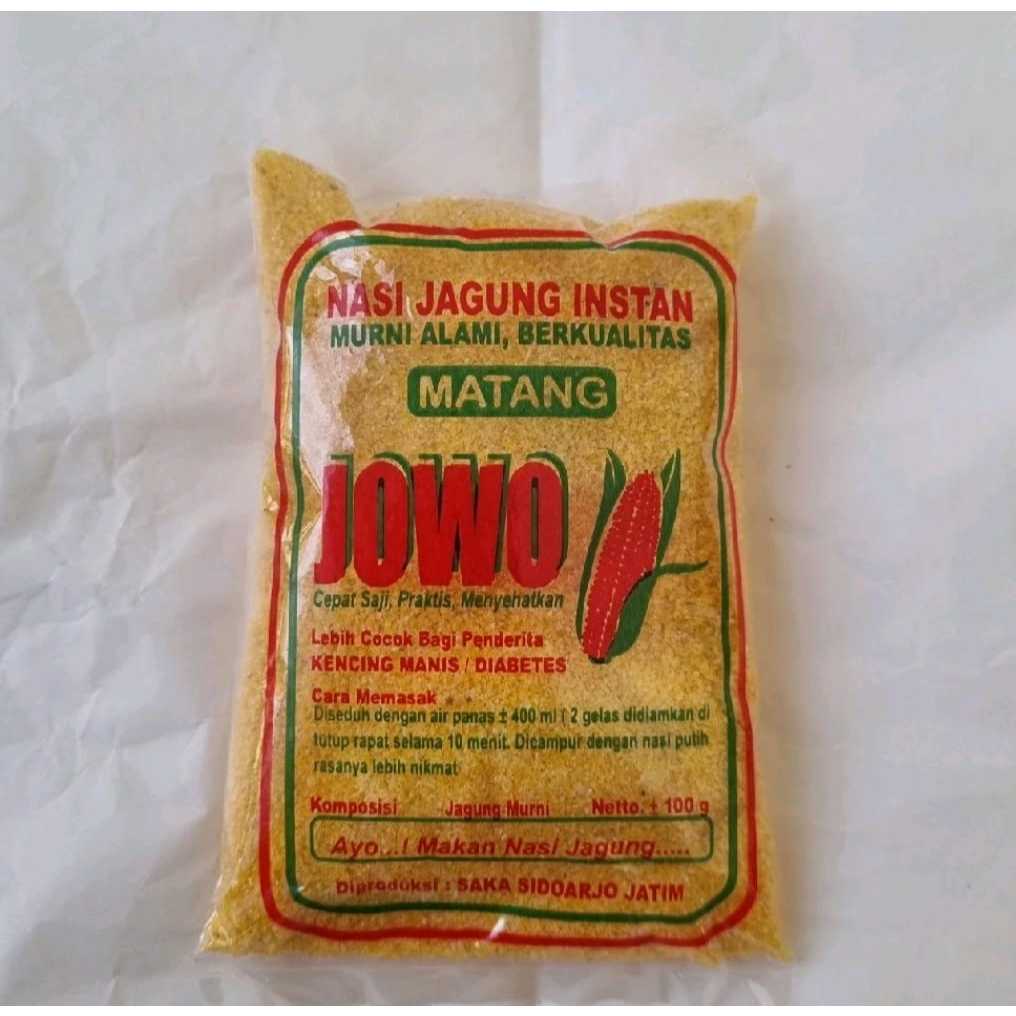 NASI JAGUNG INSTAN
MURNI ALAMI, BERKUALITAS
MATANG
JOWO
Cepat Saji, Praktis, Menyehatkan
Lebih Cocok Bagi Penderita
KENCING MANIS / DIABETES
Cara Memasak
Diseduh dengan air panas ± 400 ml ( 2 gelas didiamkan di
tutup rapat selama 10 menit. Dicampur dengan nasi putih
rasanya lebih nikmat
Komposisi Jagung Murni Netto. + 100 g
Ayo...! Makan Nasi Jagung.....
Diproduksi : SAKA SIDOARJO JATIM